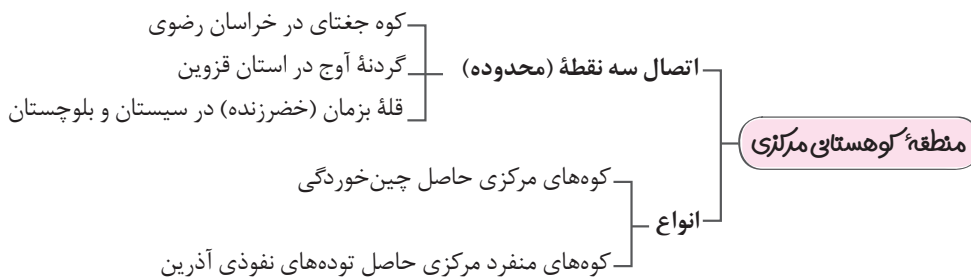 منطقهٔ کوهستانی مرکزی
اتصال سه نقطهٔ (محدوده)
کوه جغتای در خراسان رضوی
گردنهٔ آوج در استان قزوین
قلهٔ بزمان (خضرزنده) در سیستان و بلوچستان
انواع
کوه‌های مرکزی حاصل چین‌خوردگی
کوه‌های منفرد مرکزی حاصل توده‌های نفوذی آذرین